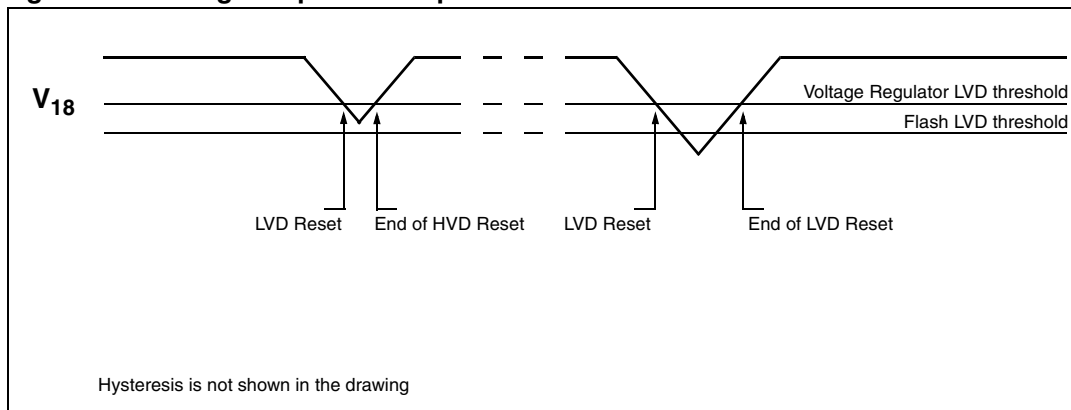 V18
Voltage Regulator LVD threshold
Flash LVD threshold
LVD Reset
End of HVD Reset
LVD Reset
End of LVD Reset
Hysteresis is not shown in the drawing